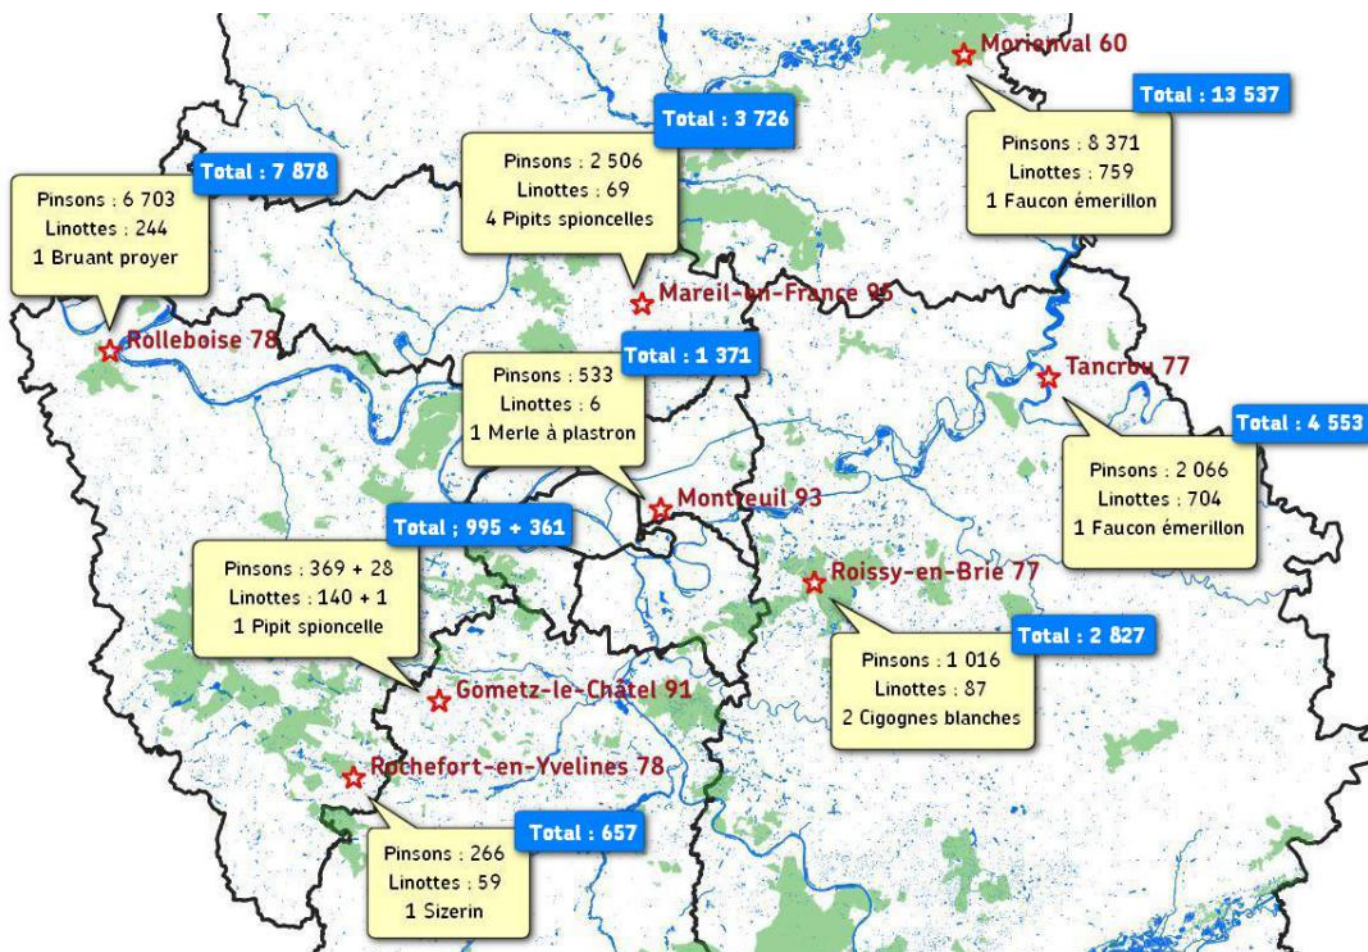 Morienval 60
Total : 13 537
Pinsons : 8 371
Linottes : 759
1 Faucon émerillon
Total : 3 726
Pinsons : 2 506
Linottes : 69
4 Pipits spioncelles
Mareil-en-France 95
Total : 7 878
Pinsons : 6 703
Linottes : 244
1 Bruant proyer
Rolleboise 78
Total : 1 371
Pinsons : 533
Linottes : 6
1 Merle à plastron
Montreuil 93
Tancrou 77
Total : 4 553
Pinsons : 2 066
Linottes : 704
1 Faucon émerillon
Total ; 995 + 361
Pinsons : 369 + 28
Linottes : 140 + 1
1 Pipit spioncelle
Gometz-le-Châtel 91
Roissy-en-Brie 77
Total : 2 827
Pinsons : 1 016
Linottes : 87
2 Cigognes blanches
Rochefort-en-Yvelines 78
Total : 657
Pinsons : 266
Linottes : 59
1 Sizerin